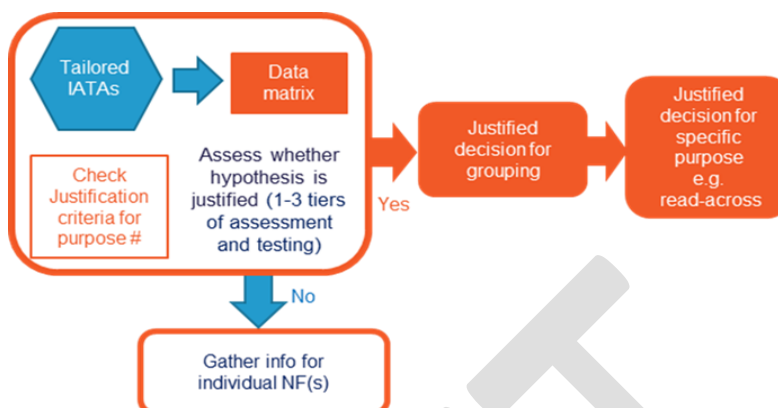 Tailored
IATAs
Data
matrix
Check
Justification
criteria for
purpose #
Assess whether
hypothesis is
justified (1-3 tiers
of assessment
and testing)
Yes
Justified
decision for
grouping
Justified
decision for
specific
purpose
e.g.
read-across
No
Gather info for
individual NF(s)